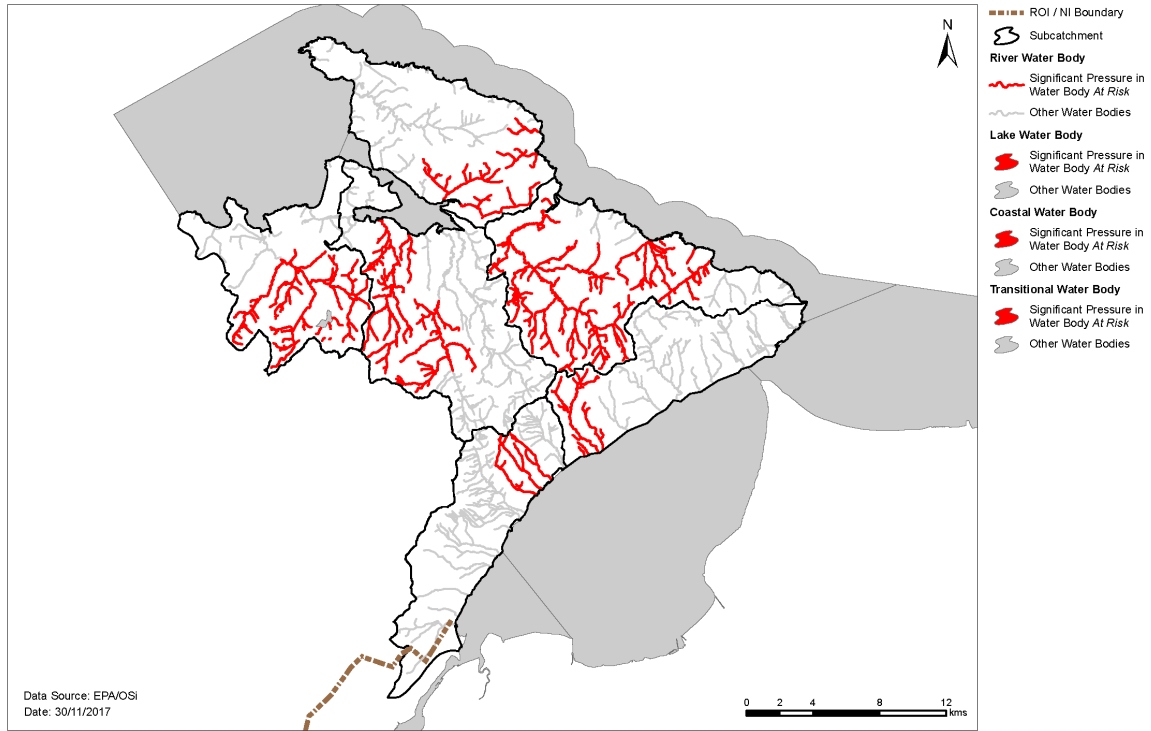 N
ROI / NI Boundary
Subcatchment
River Water Body
Significant Pressure in
Water Body At Risk
Other Water Bodies
Lake Water Body
Significant Pressure in
Water Body At Risk
Other Water Bodies
Coastal Water Body
Significant Pressure in
Water Body At Risk
Other Water Bodies
Transitional Water Body
Significant Pressure in
Water Body At Risk
Other Water Bodies
Data Source: EPA/OSi
Date: 30/11/2017
0 2 4 8 12
kms